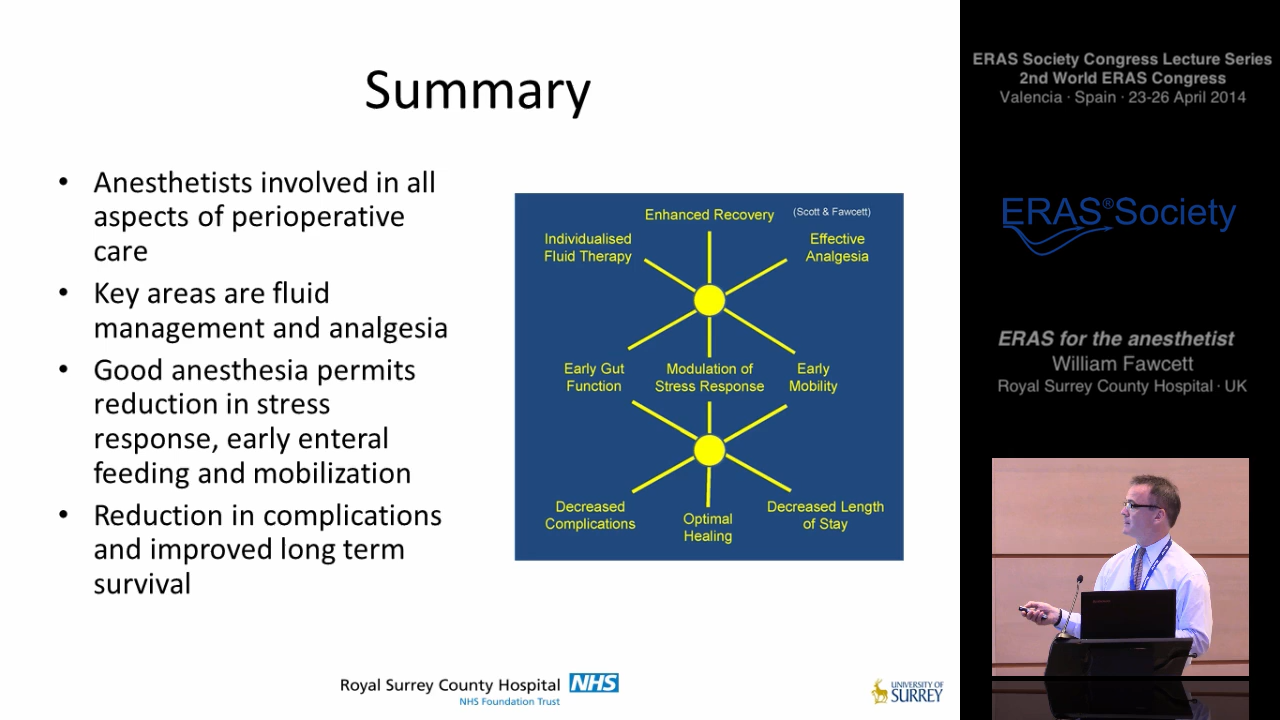 Summary
• Anesthetists involved in all
aspects of perioperative
care
• Key areas are fluid
management and analgesia
• Good anesthesia permits
reduction in stress
response, early enteral
feeding and mobilization
• Reduction in complications
and improved long term
survival
Enhanced Recovery
(Scott & Fawcett)
Individualised
Fluid Therapy
Effective
Analgesia
Early Gut
Function
Modulation of
Stress Response
Early
Mobility
Decreased
Complications
Optimal
Healing
Decreased Length
of Stay
Royal Surrey County Hospital NHS
NHS Foundation Trust
UNIVERSITY OF
SURREY
ERAS Society Congress Lecture Series
2nd World ERAS Congress
Valencia · Spain · 23-26 April 2014
ERAS®Society
ERAS for the anesthetist
William Fawcett
Royal Surrey County Hospital · UK